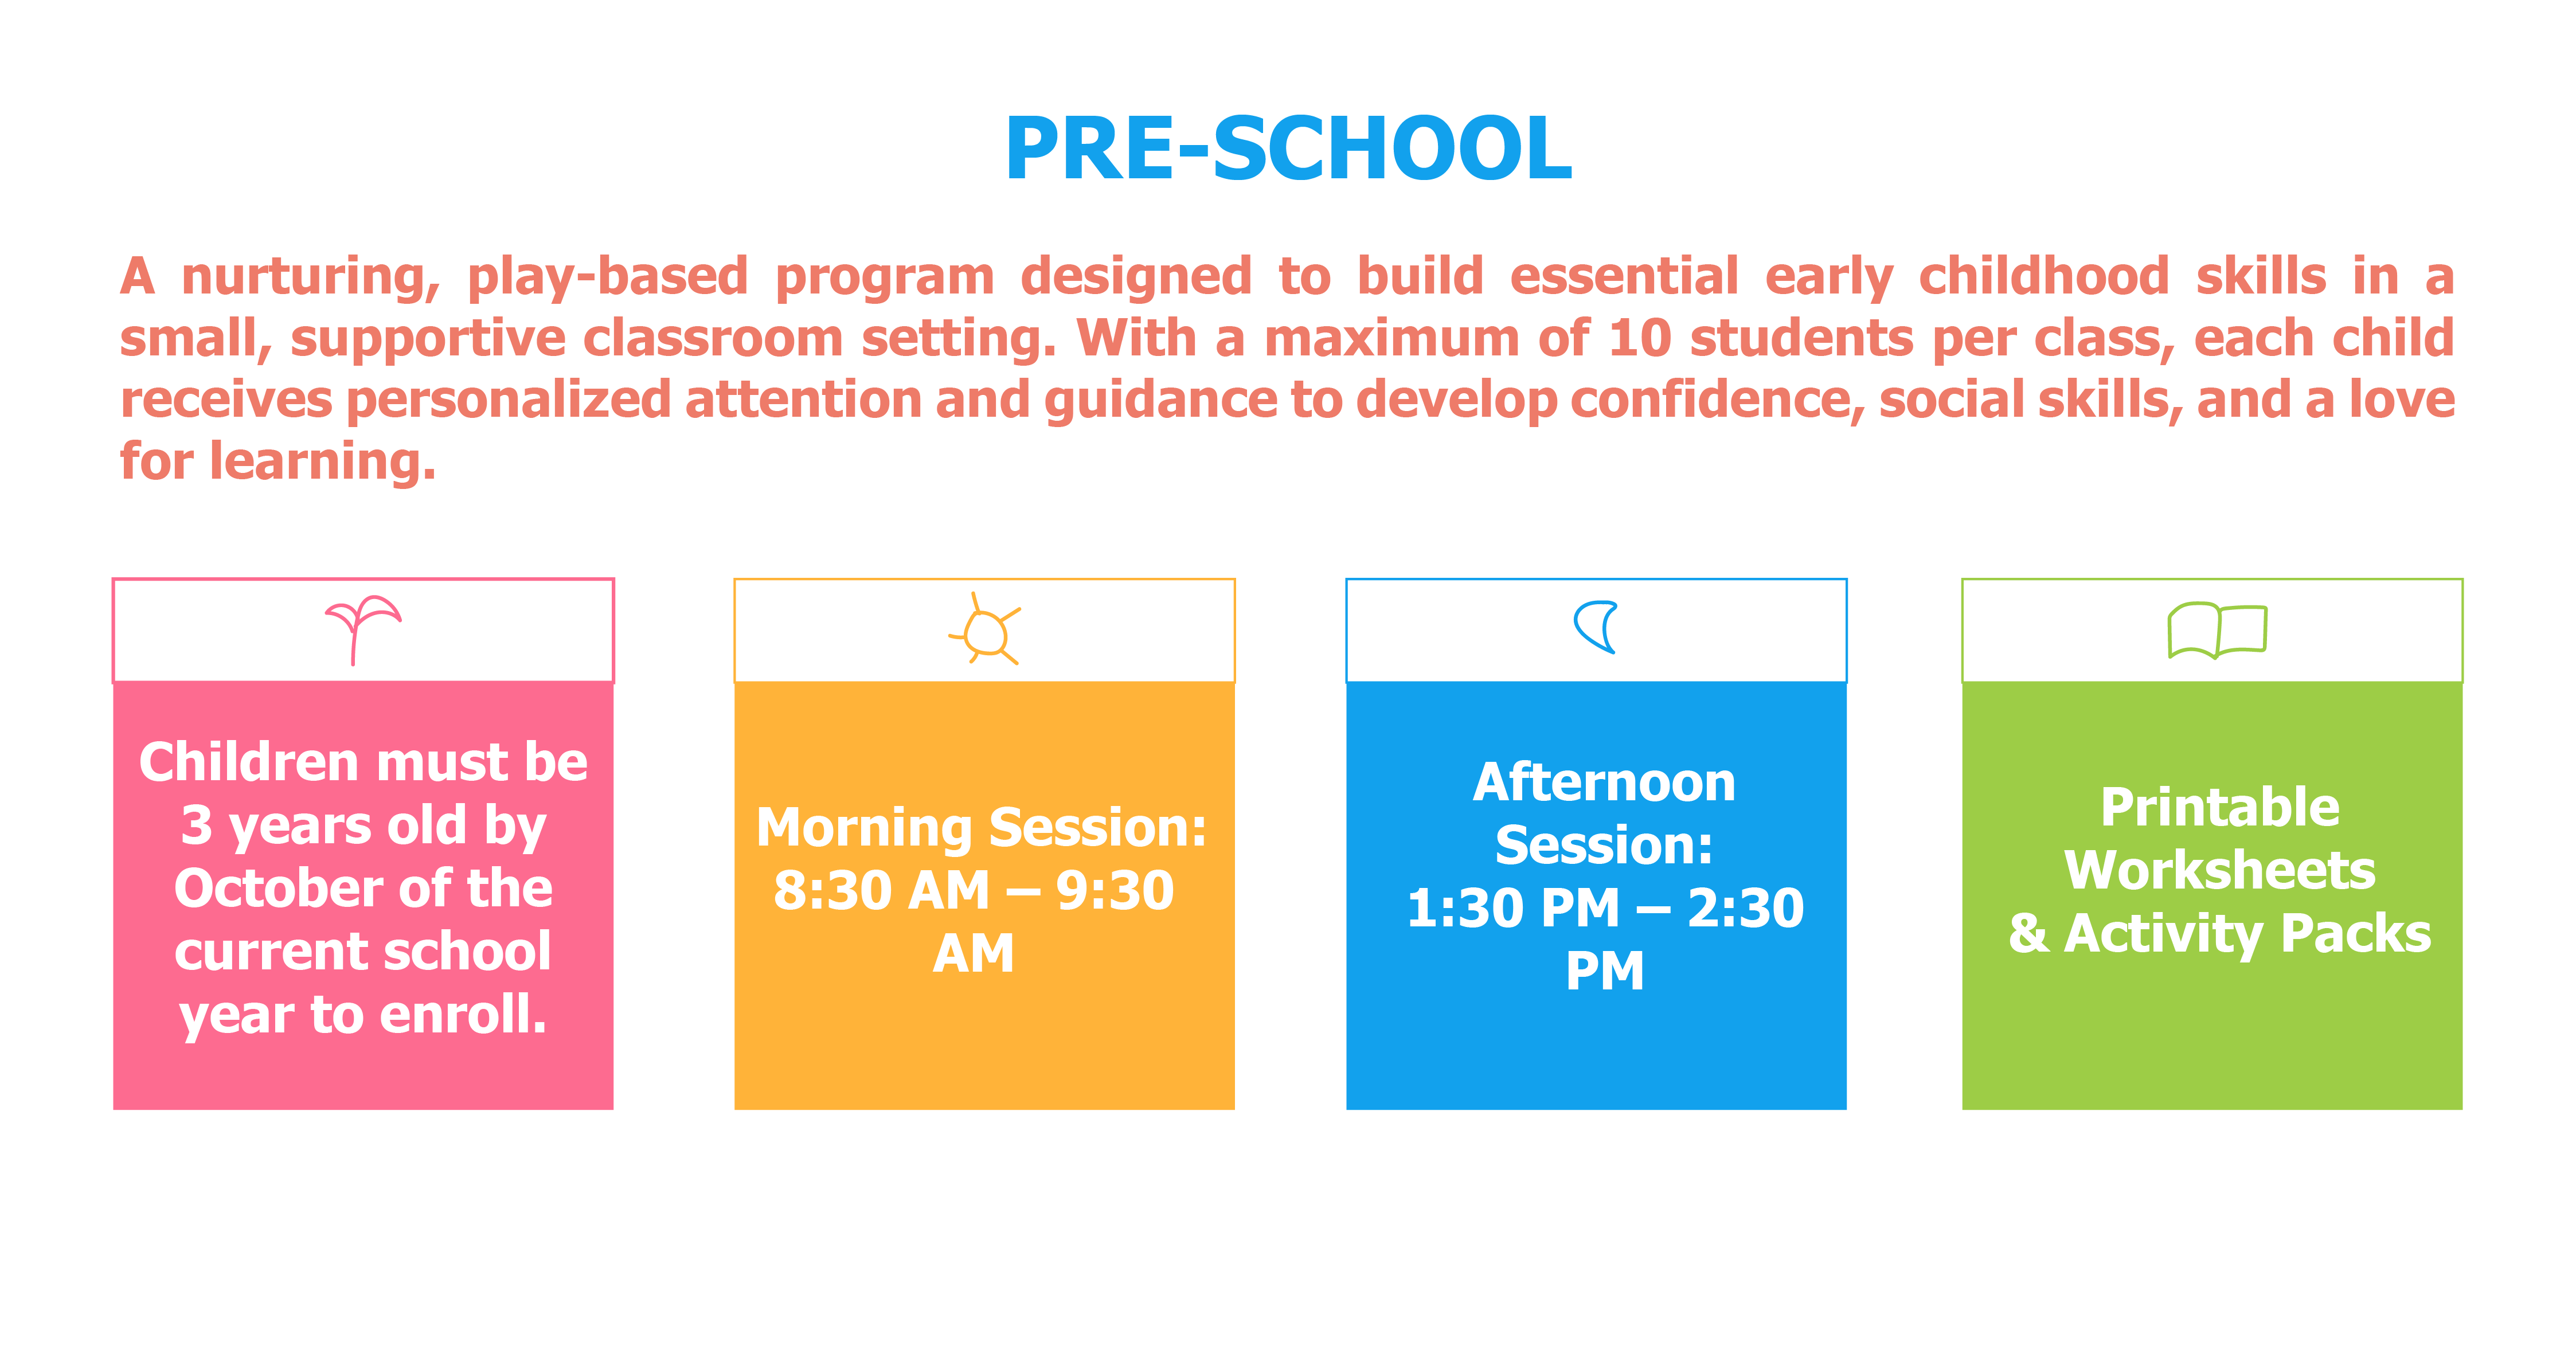 PRE-SCHOOL
A nurturing, play-based program designed to build essential early childhood skills in a
small, supportive classroom setting. With a maximum of 10 students per class, each child
receives personalized attention and guidance to develop confidence, social skills, and a love
for learning.
Children must be
3 years old by
October of the
current school
year to enroll.
Morning Session:
8:30 AM – 9:30
AM
Afternoon
Session:
1:30 PM – 2:30
PM
Printable
Worksheets
& Activity Packs